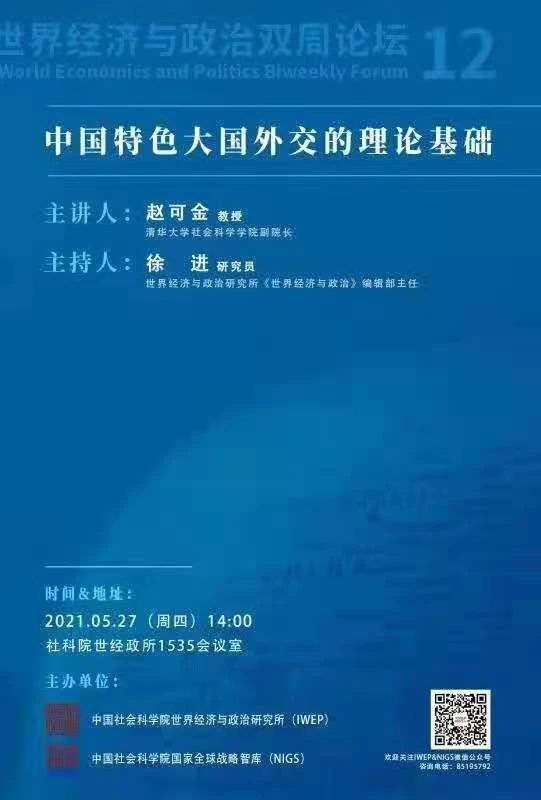 世界经济与政治双周论坛 12
World Economics and Politics Biweekly Forum
中国特色大国外交的理论基础
主讲人：赵可金 教授
清华大学社会科学学院副院长
主持人：徐 进 研究员
世界经济与政治研究所《世界经济与政治》编辑部主任
时间&地址：
2021.05.27（周四）14:00
社科院世经政所1535会议室
主办单位：
中国社会科学院世界经济与政治研究所（IWEP）
中国社会科学院国家全球战略智库（NIGS）
欢迎关注IWEP&NIGS微信公众号
咨询电话：85195792